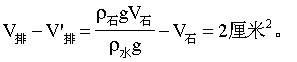 V排 − V'排 = ρ石gV石 / ρ水g − V石 = 2厘米²。